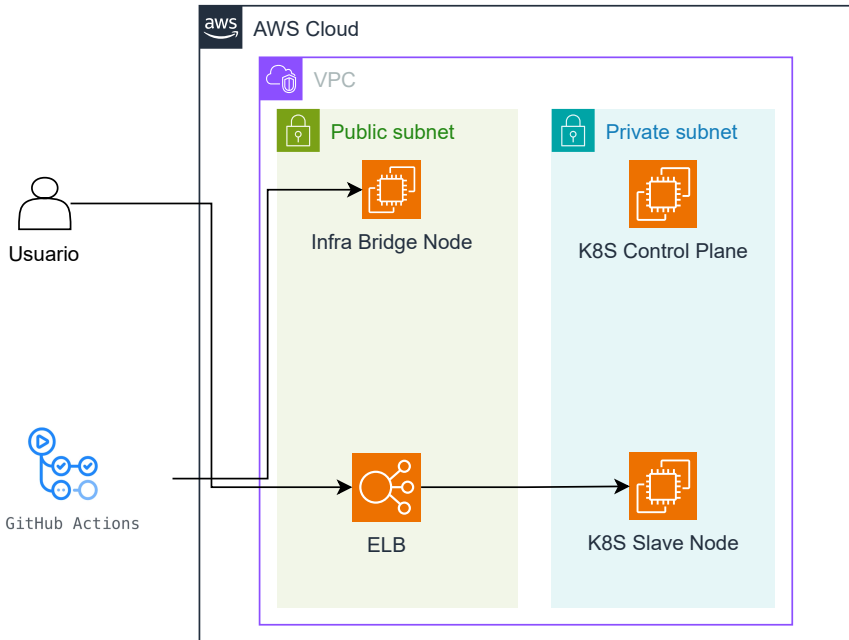 aws
AWS Cloud
VPC
Public subnet
Private subnet
Usuario
Infra Bridge Node
K8S Control Plane
GitHub Actions
ELB
K8S Slave Node